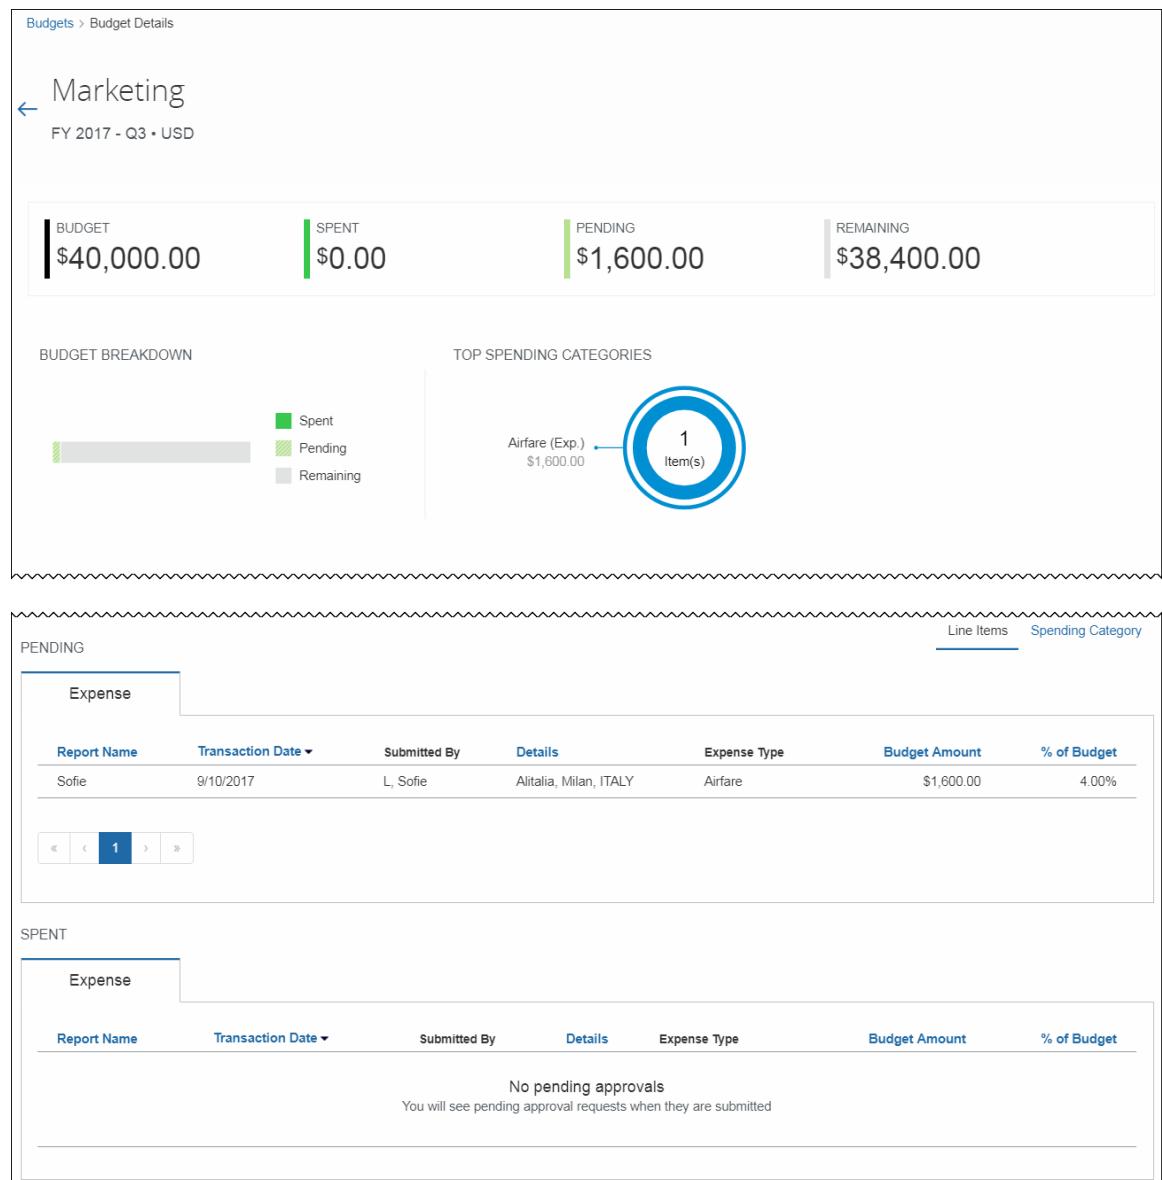 Budgets > Budget Details
Marketing
FY 2017 - Q3 • USD
BUDGET
$40,000.00
SPENT
$0.00
PENDING
$1,600.00
REMAINING
$38,400.00
BUDGET BREAKDOWN
Spent
Pending
Remaining
TOP SPENDING CATEGORIES
Airfare (Exp.)
$1,600.00
1
Item(s)
Line Items Spending Category
PENDING
Expense
Report Name Transaction Date Submitted By Details Expense Type Budget Amount % of Budget
Sofie 9/10/2017 L, Sofie Alitalia, Milan, ITALY Airfare $1,600.00 4.00%
« ‹ 1 › »
SPENT
Expense
Report Name Transaction Date Submitted By Details Expense Type Budget Amount % of Budget
No pending approvals
You will see pending approval requests when they are submitted